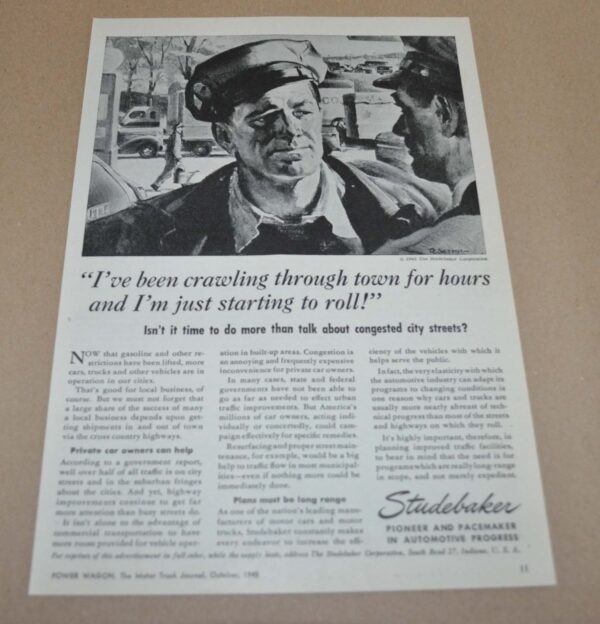 © 1945 The Studebaker Corporation
“I've been crawling through town for hours
and I'm just starting to roll!”
Isn't it time to do more than talk about congested city streets?
NOW that gasoline and other re-
strictions have been lifted, more
cars, trucks and other vehicles are in
operation in our cities.
That's good for local business, of
course. But we must not forget that
a large share of the success of many
a local business depends upon get-
ting shipments in and out of town
via the cross country highways.
Private car owners can help
According to a government report,
well over half of all traffic is on city
streets and in the suburban fringes
about the cities. And yet, highway
improvements continue to get far
more attention than busy streets do.
It isn't alone to the advantage of
commercial transportation to have
more room provided for vehicle oper-
ation in built-up areas. Congestion is
an annoying and frequently expensive
inconvenience for private car owners.
In many cases, state and federal
governments have not been able to
go as far as needed to effect urban
traffic improvements. But America's
millions of car owners, acting indi-
vidually or concertedly, could cam-
paign effectively for specific remedies.
Resurfacing and proper street main-
tenance, for example, would be a big
help to traffic flow in most municipal-
ities—even if nothing more could be
immediately done.
Plans must be long range
As one of the nation's leading manu-
facturers of motor cars and motor
trucks, Studebaker constantly makes
every endeavor to increase the effi-
ciency of the vehicles with which it
helps serve the public.
In fact, the very elasticity with which
the automotive industry can adapt its
programs to changing conditions is
one reason why cars and trucks are
usually more nearly abreast of tech-
nical progress than most of the streets
and highways on which they roll.
It's highly important, therefore, in
planning improved traffic facilities,
to bear in mind that the need is for
programs which are really long-range
in scope, and not merely expedient.
Studebaker
PIONEER AND PACEMAKER
IN AUTOMOTIVE PROGRESS
For reprints of this advertisement in full color, while the supply lasts, address The Studebaker Corporation, South Bend 27, Indiana, U. S. A.
POWER WAGON, The Motor Truck Journal, October, 1945
15